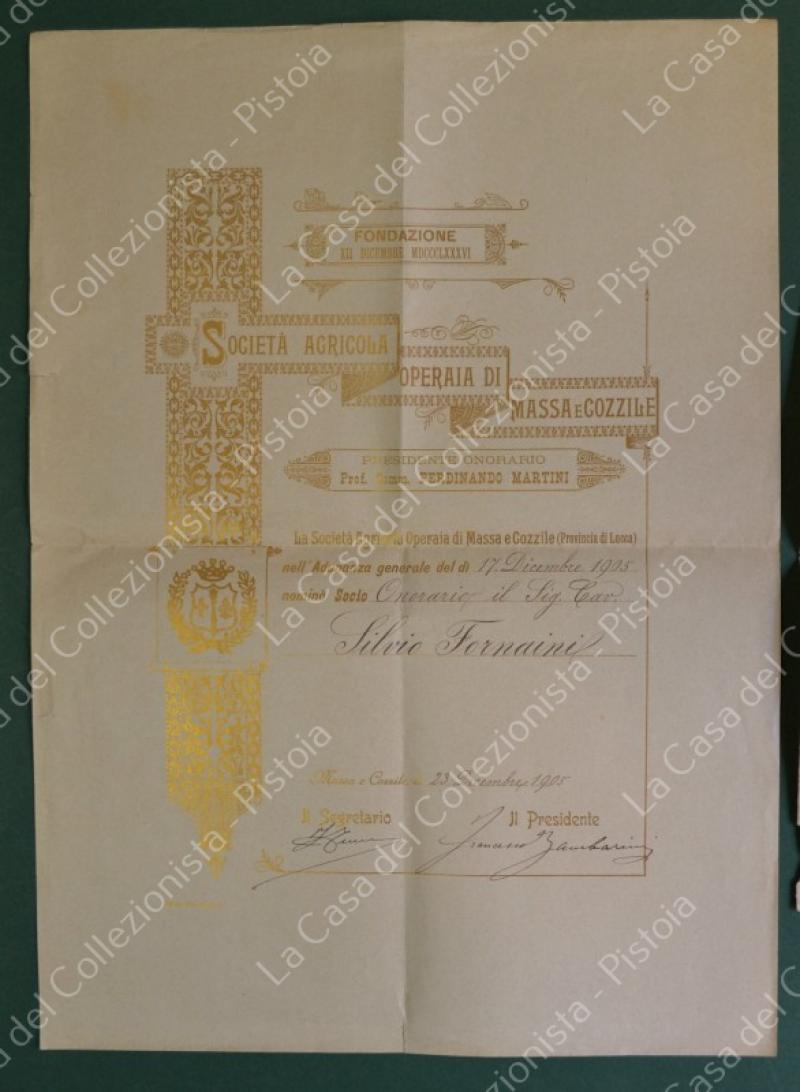 FONDAZIONE
XII DICEMBRE MDCCCLXXXVI
SOCIETÀ AGRICOLA
OPERAIA DI
MASSA E COZZILE
PRESIDENTE ONORARIO
Prof. Comm. FERDINANDO MARTINI
La Società Agricola Operaia di Massa e Cozzile (Provincia di Lucca)
nell'Adunanza generale del dì 17. Dicembre 1905
nominò Socio Onorario il Sig. Cav.
Silvio Fornaini
Massa e Cozzile, 23 Dicembre 1905
Il Segretario
Il Presidente
Francesco
La Casa del Collezionista - Pistoia